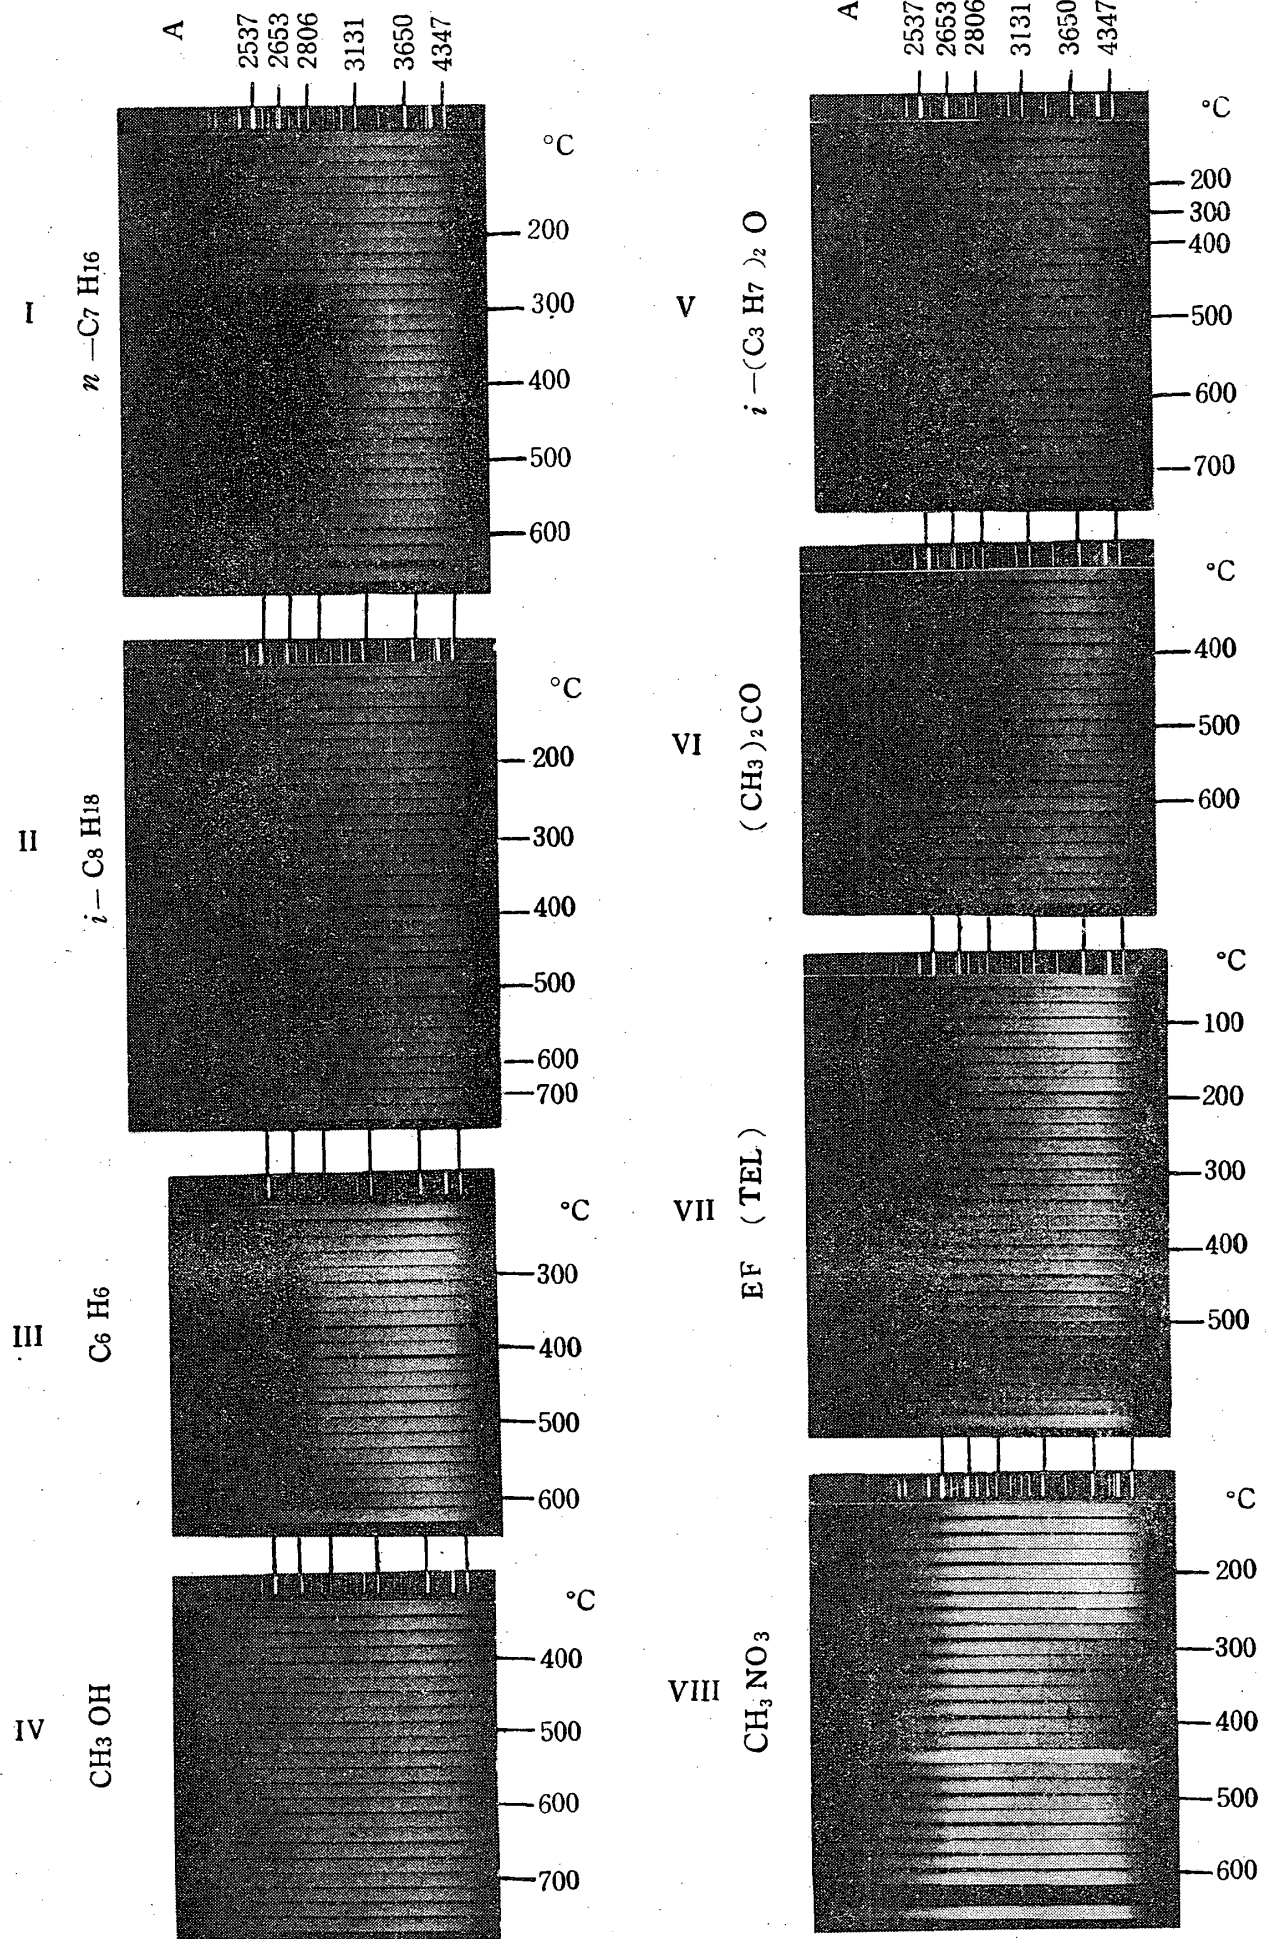 A 2537 2653 2806 3131 3650 4347
I
n —C7 H16
°C
200
300
400
500
600
II
i — C8 H18
°C
200
300
400
500
600
700
III
C6 H6
°C
300
400
500
600
IV
CH3 OH
°C
400
500
600
700
A 2537 2653 2806 3131 3650 4347
V
i —(C3 H7 )2 O
°C
200
300
400
500
600
700
VI
( CH3 )2 CO
°C
400
500
600
VII
EF ( TEL )
°C
100
200
300
400
500
VIII
CH3 NO3
°C
200
300
400
500
600